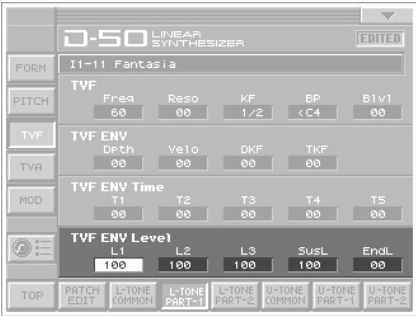 D-50 LINEAR SYNTHESIZER EDITED
I1-11 Fantasia
FORM
PITCH
TVF
TVA
MOD
TOP
TVF
Freq Reso KF BP Blvl
60 00 1/2 <C4 00
TVF ENV
Dpth Velo DKF TKF
00 00 00 00
TVF ENV Time
T1 T2 T3 T4 T5
00 00 00 00 00
TVF ENV Level
L1 L2 L3 SusL EndL
100 100 100 100 00
PATCH EDIT L-TONE COMMON L-TONE PART-1 L-TONE PART-2 U-TONE COMMON U-TONE PART-1 U-TONE PART-2